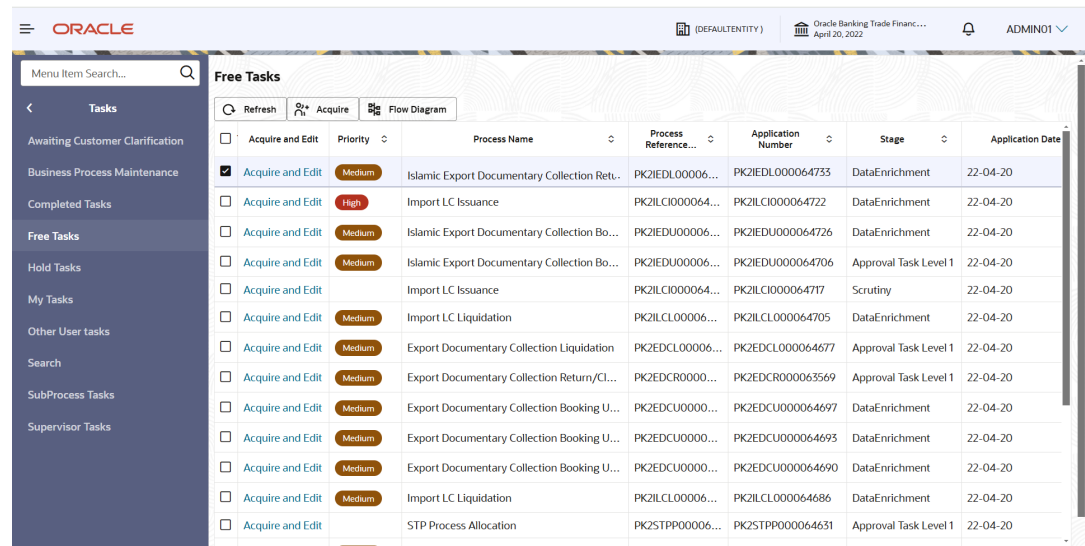 ORACLE
(DEFAULTENTITY )
Oracle Banking Trade Financ...
April 20, 2022
ADMIN01
Menu Item Search...
Tasks
Awaiting Customer Clarification
Business Process Maintenance
Completed Tasks
Free Tasks
Hold Tasks
My Tasks
Other User tasks
Search
SubProcess Tasks
Supervisor Tasks
Free Tasks
Refresh Acquire Flow Diagram
Acquire and Edit Priority Process Name Process Reference... Application Number Stage Application Date
Acquire and Edit Medium Islamic Export Documentary Collection Retu. PK2IEDL00006... PK2IEDL000064733 DataEnrichment 22-04-20
Acquire and Edit High Import LC Issuance PK2ILCI000064... PK2ILCI000064722 DataEnrichment 22-04-20
Acquire and Edit Medium Islamic Export Documentary Collection Bo... PK2IEDU00006... PK2IEDU000064726 DataEnrichment 22-04-20
Acquire and Edit Medium Islamic Export Documentary Collection Bo... PK2IEDU00006... PK2IEDU000064706 Approval Task Level 1 22-04-20
Acquire and Edit Import LC Issuance PK2ILCI000064... PK2ILCI000064717 Scrutiny 22-04-20
Acquire and Edit Medium Import LC Liquidation PK2ILCL00006... PK2ILCL000064705 DataEnrichment 22-04-20
Acquire and Edit Medium Export Documentary Collection Liquidation PK2EDCL00006... PK2EDCL000064677 Approval Task Level 1 22-04-20
Acquire and Edit Medium Export Documentary Collection Return/Cl... PK2EDCR0000... PK2EDCR000063569 Approval Task Level 1 22-04-20
Acquire and Edit Medium Export Documentary Collection Booking U... PK2EDCU0000... PK2EDCU000064697 DataEnrichment 22-04-20
Acquire and Edit Medium Export Documentary Collection Booking U... PK2EDCU0000... PK2EDCU000064693 DataEnrichment 22-04-20
Acquire and Edit Medium Export Documentary Collection Booking U... PK2EDCU0000... PK2EDCU000064690 DataEnrichment 22-04-20
Acquire and Edit Medium Import LC Liquidation PK2ILCL00006... PK2ILCL000064686 DataEnrichment 22-04-20
Acquire and Edit STP Process Allocation PK2STPP00006... PK2STPP000064631 Approval Task Level 1 22-04-20